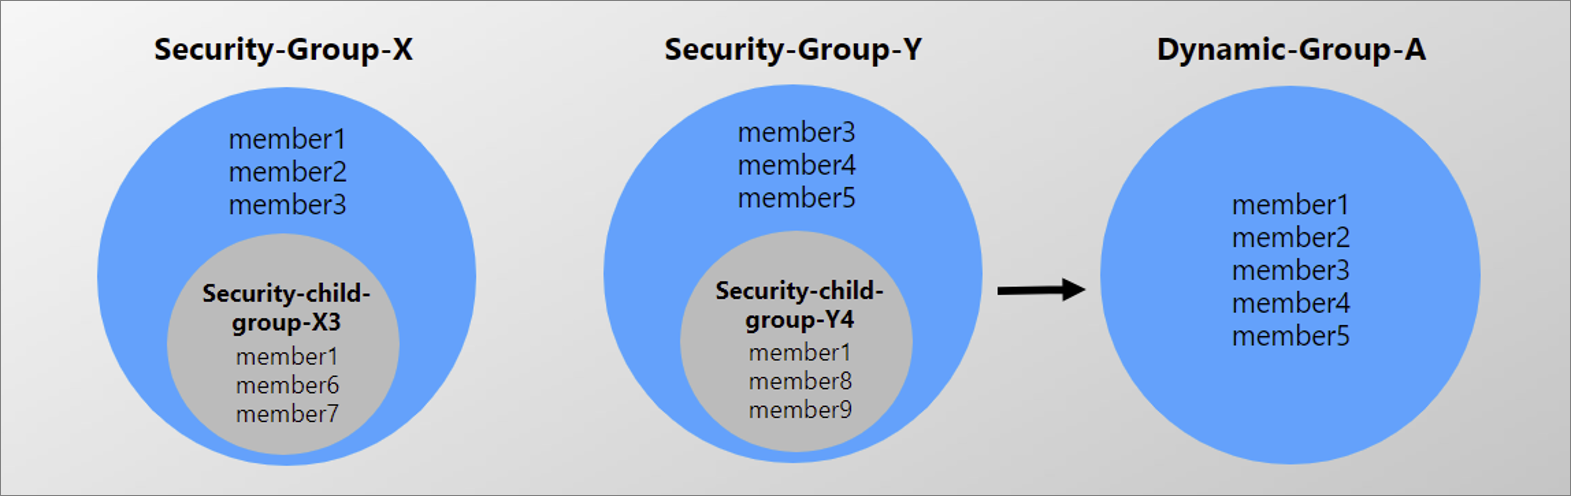 Security-Group-X
member1
member2
member3
Security-child-
group-X3
member1
member6
member7
Security-Group-Y
member3
member4
member5
Security-child-
group-Y4
member1
member8
member9
Dynamic-Group-A
member1
member2
member3
member4
member5